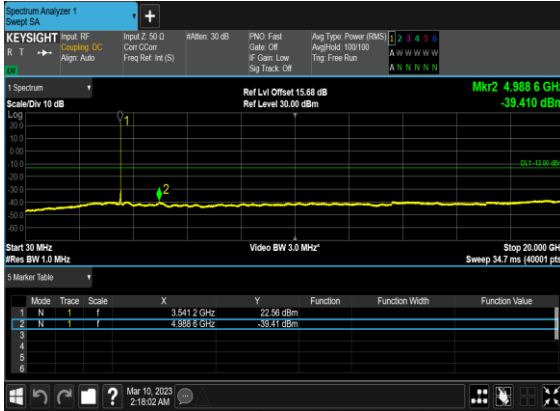 Spectrum Analyzer 1
Swept SA
+
KEYSIGHT Input: RF Input Z: 50 Ω #Atten: 30 dB PNO: Fast Avg Type: Power (RMS) 1 2 3 4 5 6
R T Coupling: DC Corr CCorr Gate: Off Avg|Hold: 100/100 A W W W W W
Align: Auto Freq Ref: Int (S) IF Gain: Low Trig: Free Run
Sig Track: Off A N N N N N
1 Spectrum Ref Lvl Offset 15.68 dB Mkr2 4.988 6 GHz
Scale/Div 10 dB Ref Level 30.00 dBm -39.410 dBm
Log
20.0
10.0
0.00
-10.0
-20.0
-30.0
-40.0
-50.0
-60.0
1
2
DL1 -13.00 dBm
Start 30 MHz Video BW 3.0 MHz* Stop 20.000 GHz
#Res BW 1.0 MHz Sweep 34.7 ms (40001 pts)
5 Marker Table
Mode Trace Scale X Y Function Function Width Function Value
1 N 1 f 3.541 2 GHz 22.56 dBm
2 N 1 f 4.988 6 GHz -39.41 dBm
3
4
5
6
? Mar 10, 2023
2:18:02 AM